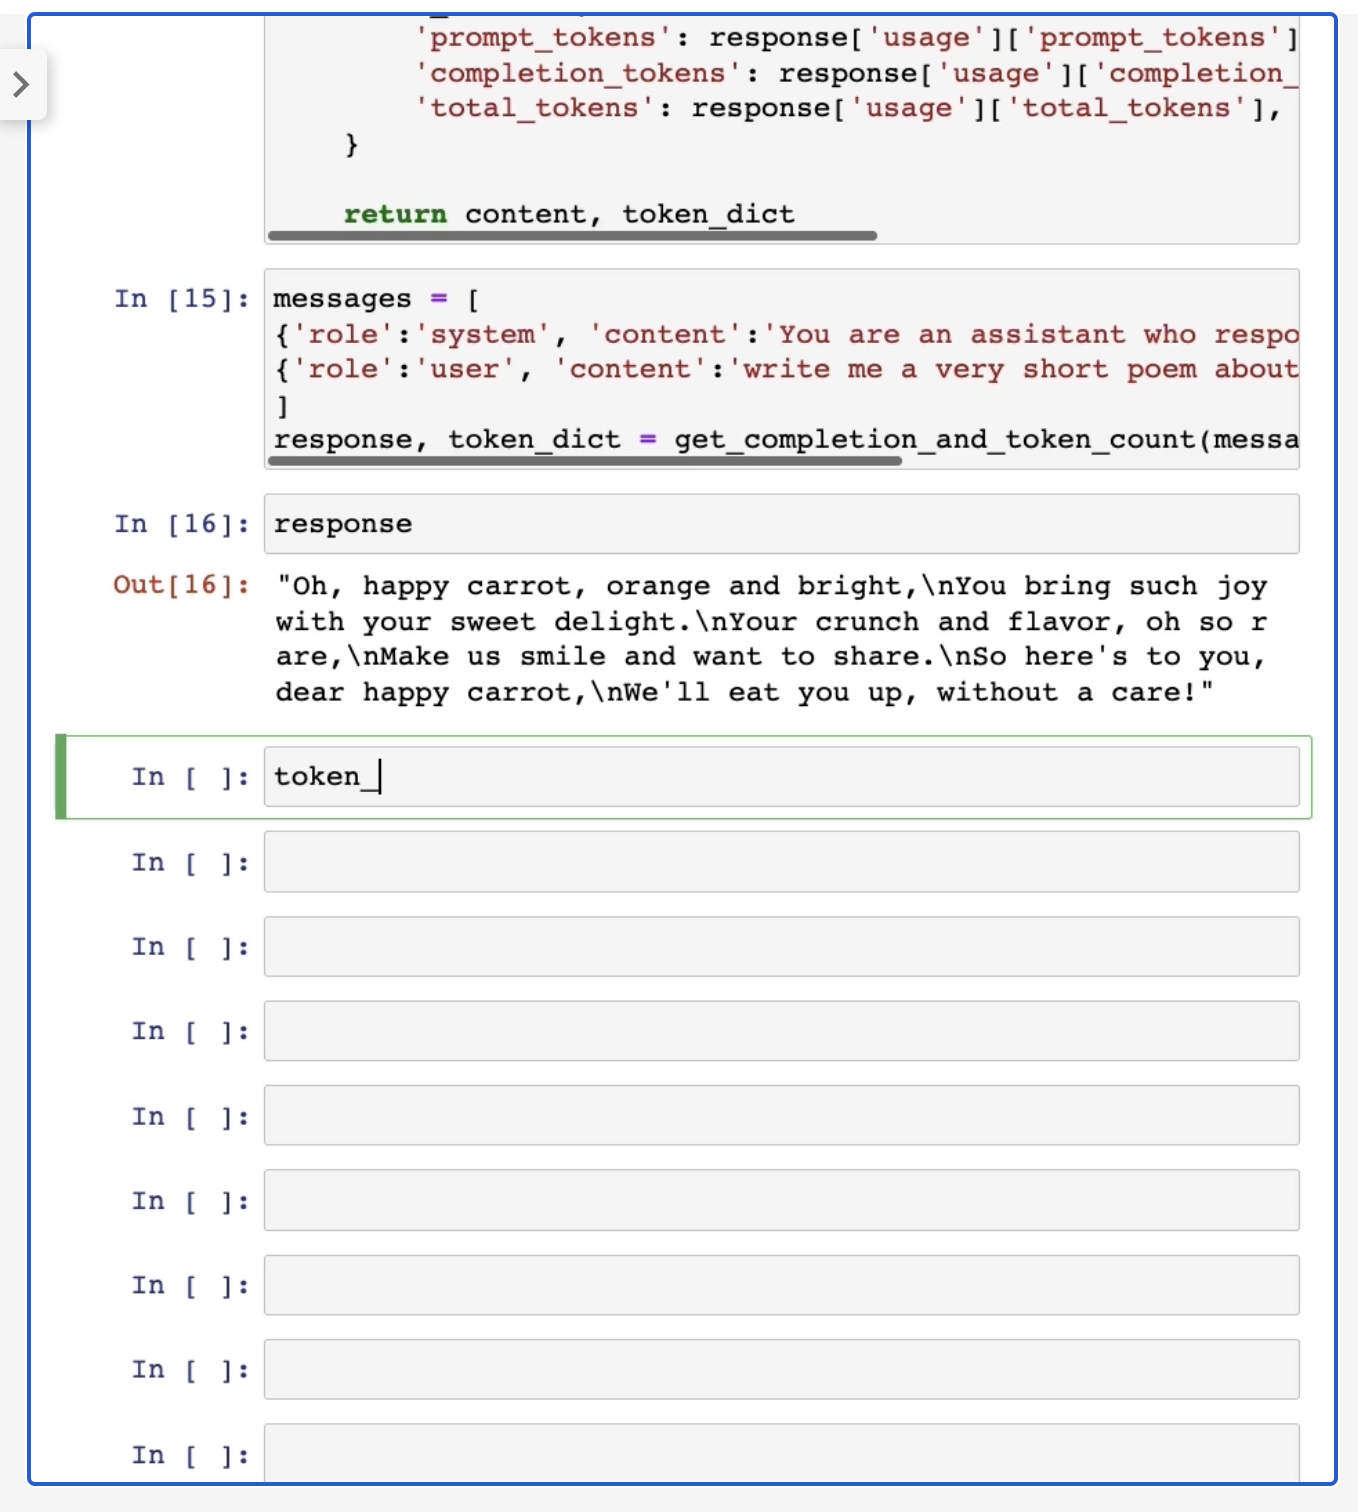 'prompt_tokens': response['usage']['prompt_tokens']
'completion_tokens': response['usage']['completion_
'total_tokens': response['usage']['total_tokens'],
}
return content, token_dict
In [15]: messages = [
{'role':'system', 'content':'You are an assistant who respo
{'role':'user', 'content':'write me a very short poem about
]
response, token_dict = get_completion_and_token_count(messa
In [16]: response
Out[16]: "Oh, happy carrot, orange and bright,\nYou bring such joy
with your sweet delight.\nYour crunch and flavor, oh so r
are,\nMake us smile and want to share.\nSo here's to you,
dear happy carrot,\nWe'll eat you up, without a care!"
In [ ]: token_
In [ ]:
In [ ]:
In [ ]:
In [ ]:
In [ ]:
In [ ]:
In [ ]:
In [ ]: